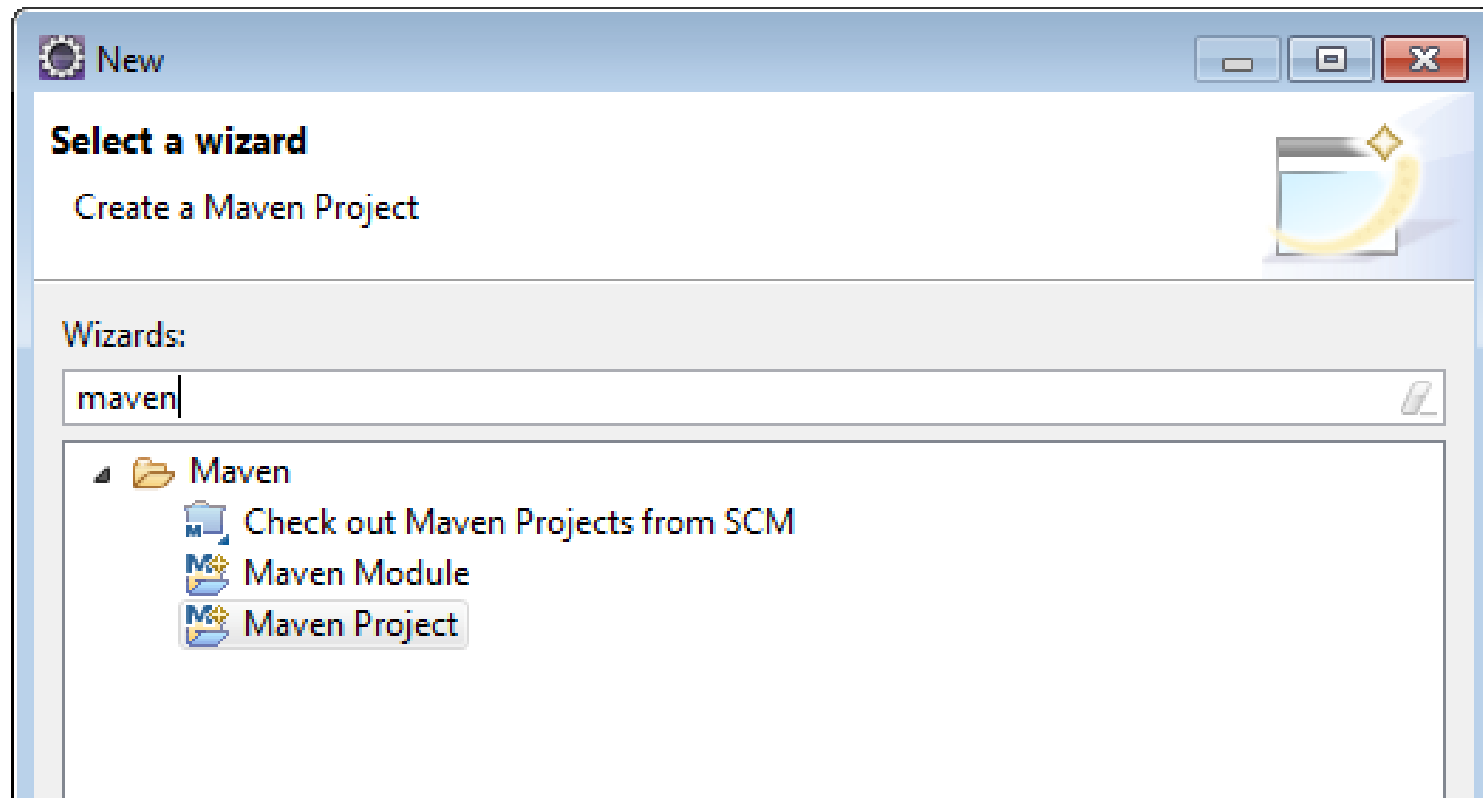 New
Select a wizard
Create a Maven Project
Wizards:
maven
Maven
Check out Maven Projects from SCM
Maven Module
Maven Project